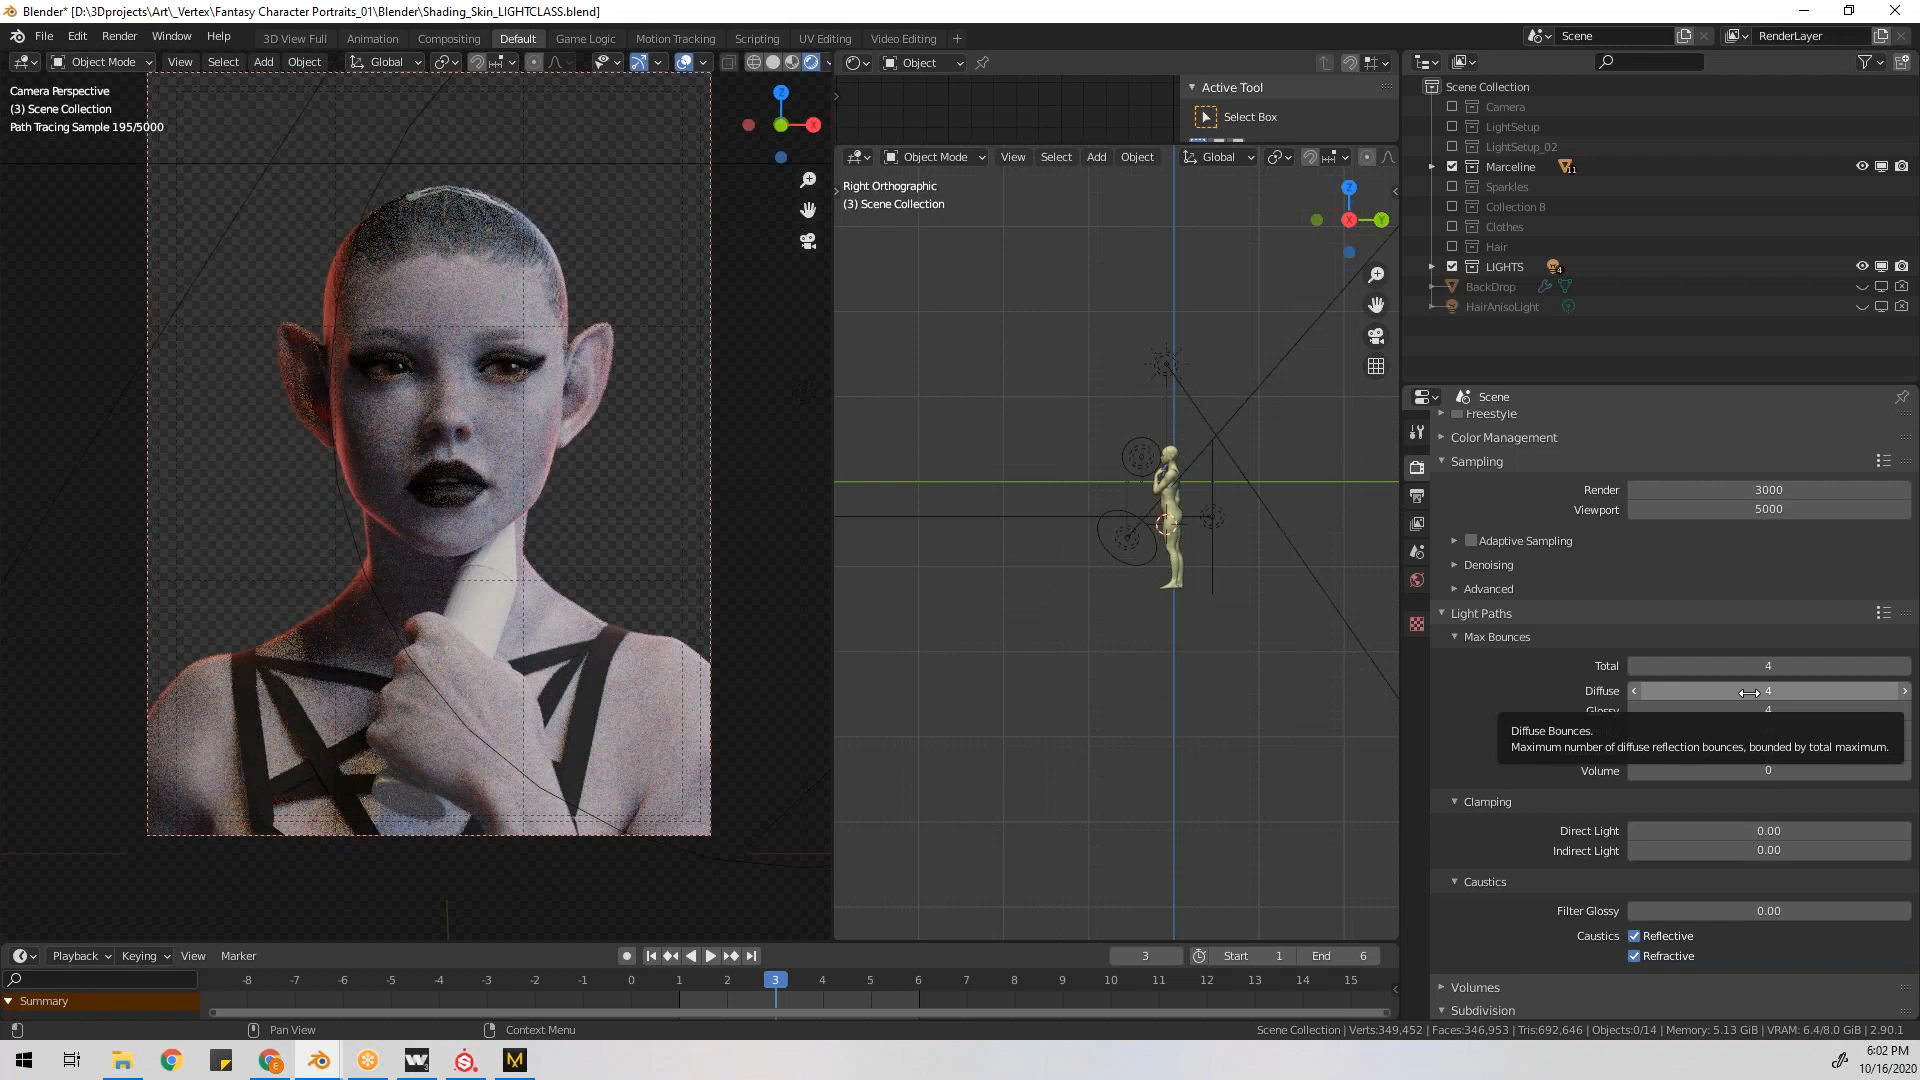 Blender* [D:\3Dprojects\Art\_Vertex\Fantasy Character Portraits_01\Blender\Shading_Skin_LIGHTCLASS.blend]
File Edit Render Window Help
3D View Full Animation Compositing Default Game Logic Motion Tracking Scripting UV Editing Video Editing +
Scene
RenderLayer
Object Mode View Select Add Object Global
Object
Camera Perspective
(3) Scene Collection
Path Tracing Sample 195/5000
Z
X
Active Tool
Select Box
Object Mode View Select Add Object Global
Right Orthographic
(3) Scene Collection
Z
X
Y
Scene Collection
Camera
LightSetup
LightSetup_02
Marceline 11
Sparkles
Collection 8
Clothes
Hair
LIGHTS 4
BackDrop
HairAnisoLight
Scene
Freestyle
Color Management
Sampling
Render 3000
Viewport 5000
Adaptive Sampling
Denoising
Advanced
Light Paths
Max Bounces
Total 4
Diffuse 4
Glossy 4
Diffuse Bounces.
Maximum number of diffuse reflection bounces, bounded by total maximum.
Volume 0
Clamping
Direct Light 0.00
Indirect Light 0.00
Caustics
Filter Glossy 0.00
Caustics Reflective
Refractive
Volumes
Subdivision
Playback Keying View Marker
3 Start 1 End 6
-8 -7 -6 -5 -4 -3 -2 -1 0 1 2 3 4 5 6 7 8 9 10 11 12 13 14 15
Summary
Pan View Context Menu
Scene Collection | Verts:349,452 | Faces:346,953 | Tris:692,646 | Objects:0/14 | Memory: 5.13 GiB | VRAM: 6.4/8.0 GiB | 2.90.1
6:02 PM
10/16/2020